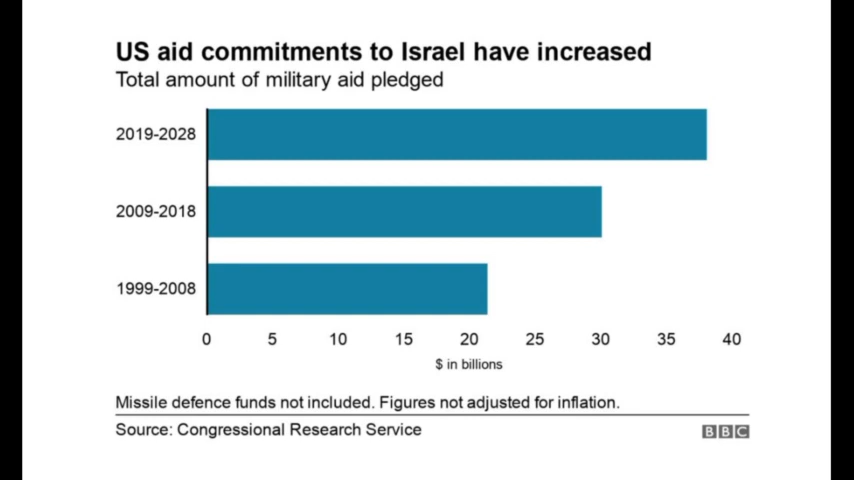 US aid commitments to Israel have increased
Total amount of military aid pledged
2019-2028
2009-2018
1999-2008
0 5 10 15 20 25 30 35 40
$ in billions
Missile defence funds not included. Figures not adjusted for inflation.
Source: Congressional Research Service
BBC